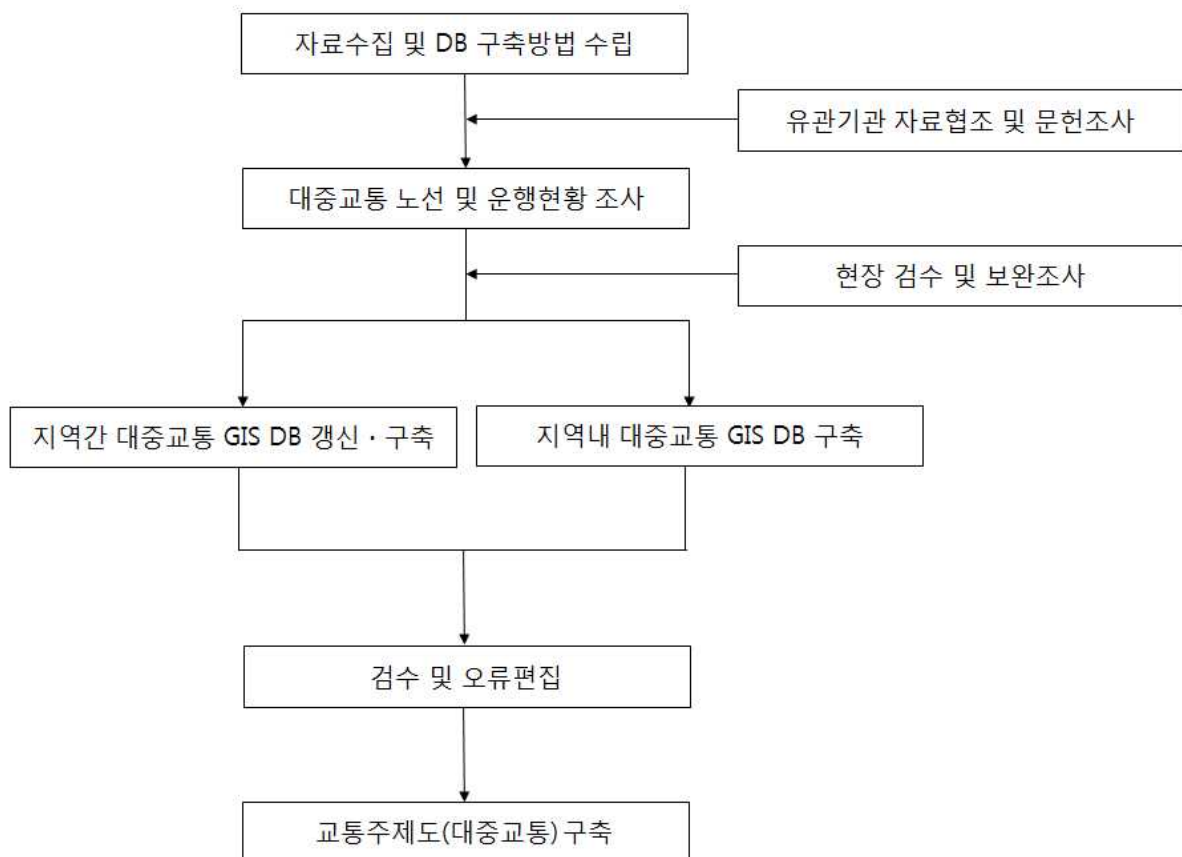 자료수집 및 DB 구축방법 수립
유관기관 자료협조 및 문헌조사
대중교통 노선 및 운행현황 조사
현장 검수 및 보완조사
지역간 대중교통 GIS DB 갱신 · 구축
지역내 대중교통 GIS DB 구축
검수 및 오류편집
교통주제도(대중교통) 구축